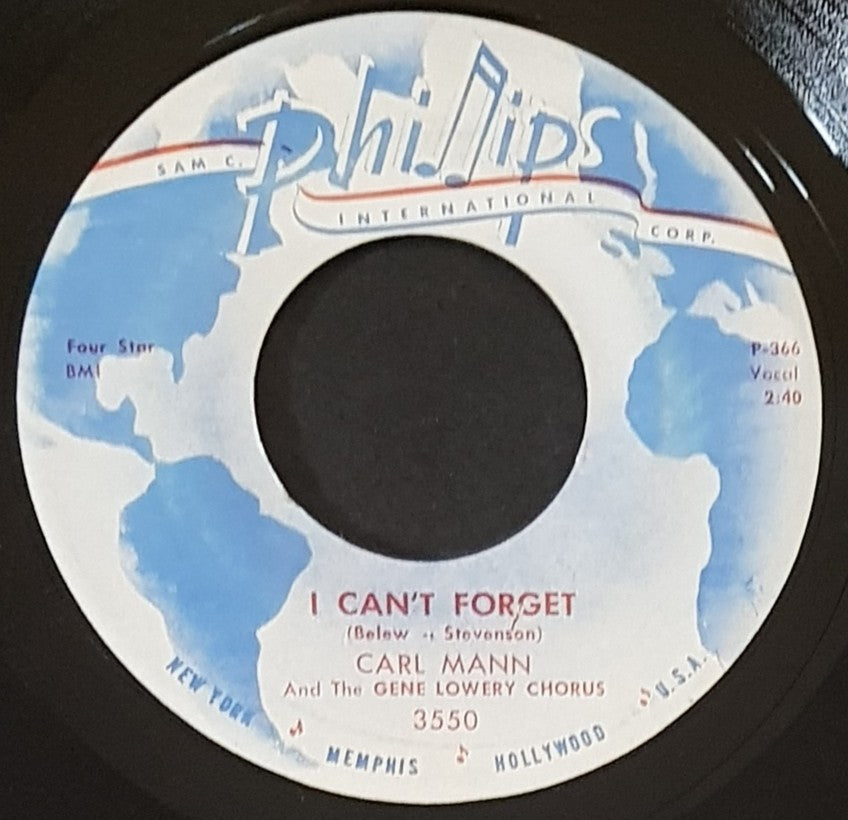 SAM C. Phillips
INTERNATIONAL
CORP.
Four Star
BMI
P-366
Vocal
2:40
I CAN'T FORGET
(Belew - Stevenson)
CARL MANN
And The GENE LOWERY CHORUS
3550
NEW YORK ♪ MEMPHIS ♪ HOLLYWOOD ♪ U.S.A.